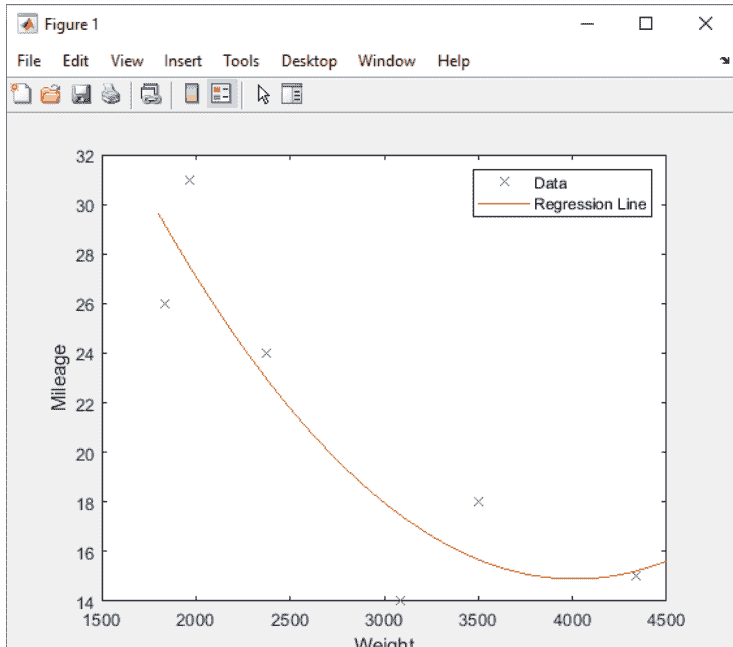 Figure 1
File Edit View Insert Tools Desktop Window Help
32
30
28
26
24
22
20
18
16
14
Mileage
Data
Regression Line
1500 2000 2500 3000 3500 4000 4500
Weight